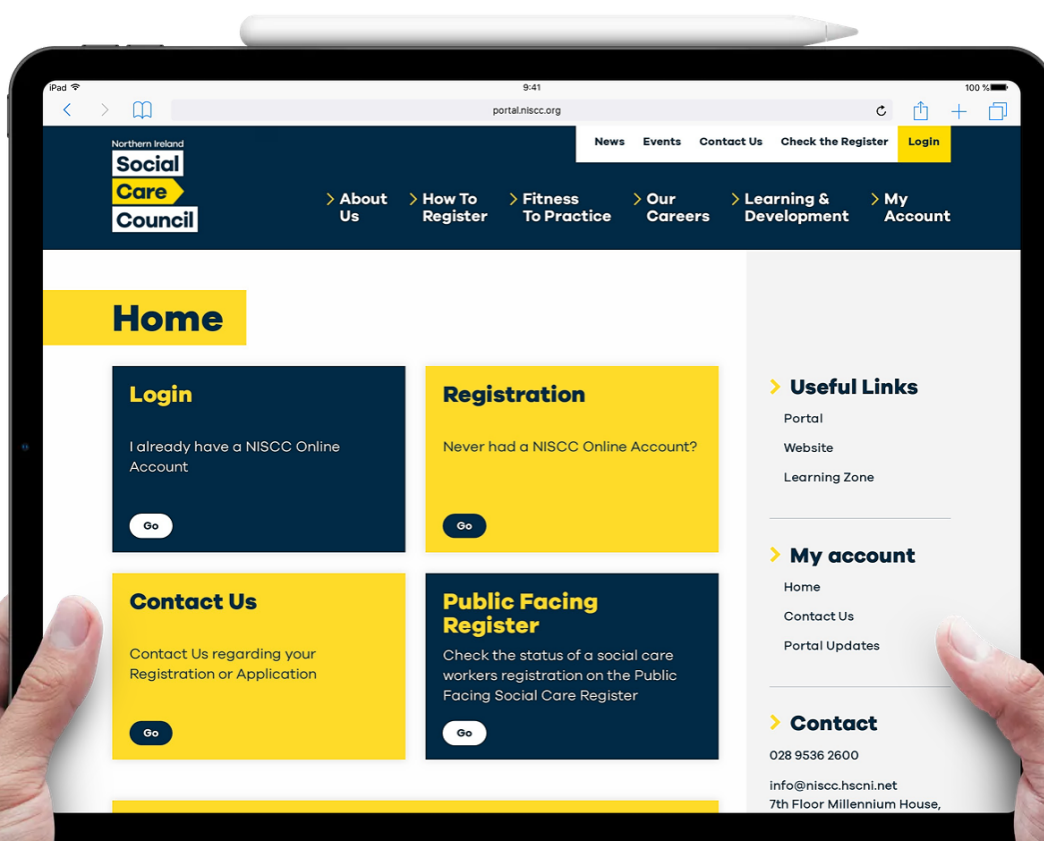 iPad
9:41
100 %
portal.niscc.org
News Events Contact Us Check the Register Login
Northern Ireland
Social
Care
Council
About
Us
How To
Register
Fitness
To Practice
Our
Careers
Learning &
Development
My
Account
Home
Login
I already have a NISCC Online
Account
Go
Registration
Never had a NISCC Online Account?
Go
Contact Us
Contact Us regarding your
Registration or Application
Go
Public Facing
Register
Check the status of a social care
workers registration on the Public
Facing Social Care Register
Go
Useful Links
Portal
Website
Learning Zone
My account
Home
Contact Us
Portal Updates
Contact
028 9536 2600
info@niscc.hscni.net
7th Floor Millennium House,